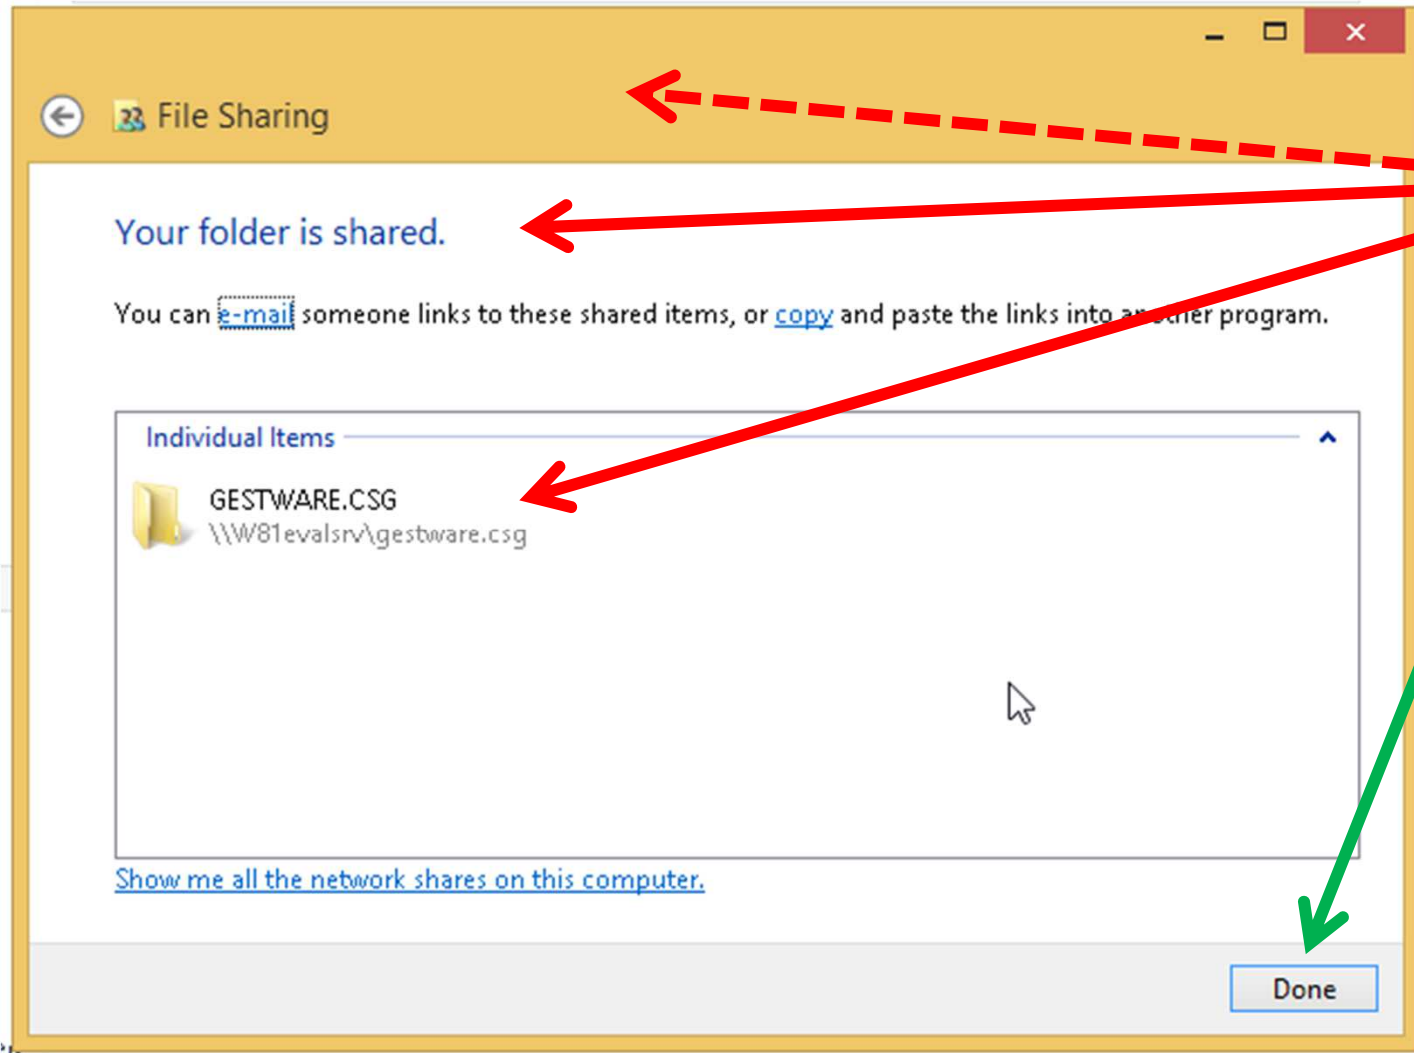 File Sharing
Your folder is shared.
You can e-mail someone links to these shared items, or copy and paste the links into another program.
Individual Items
GESTWARE.CSG
\\W81evalsrv\gestware.csg
Show me all the network shares on this computer.
Done